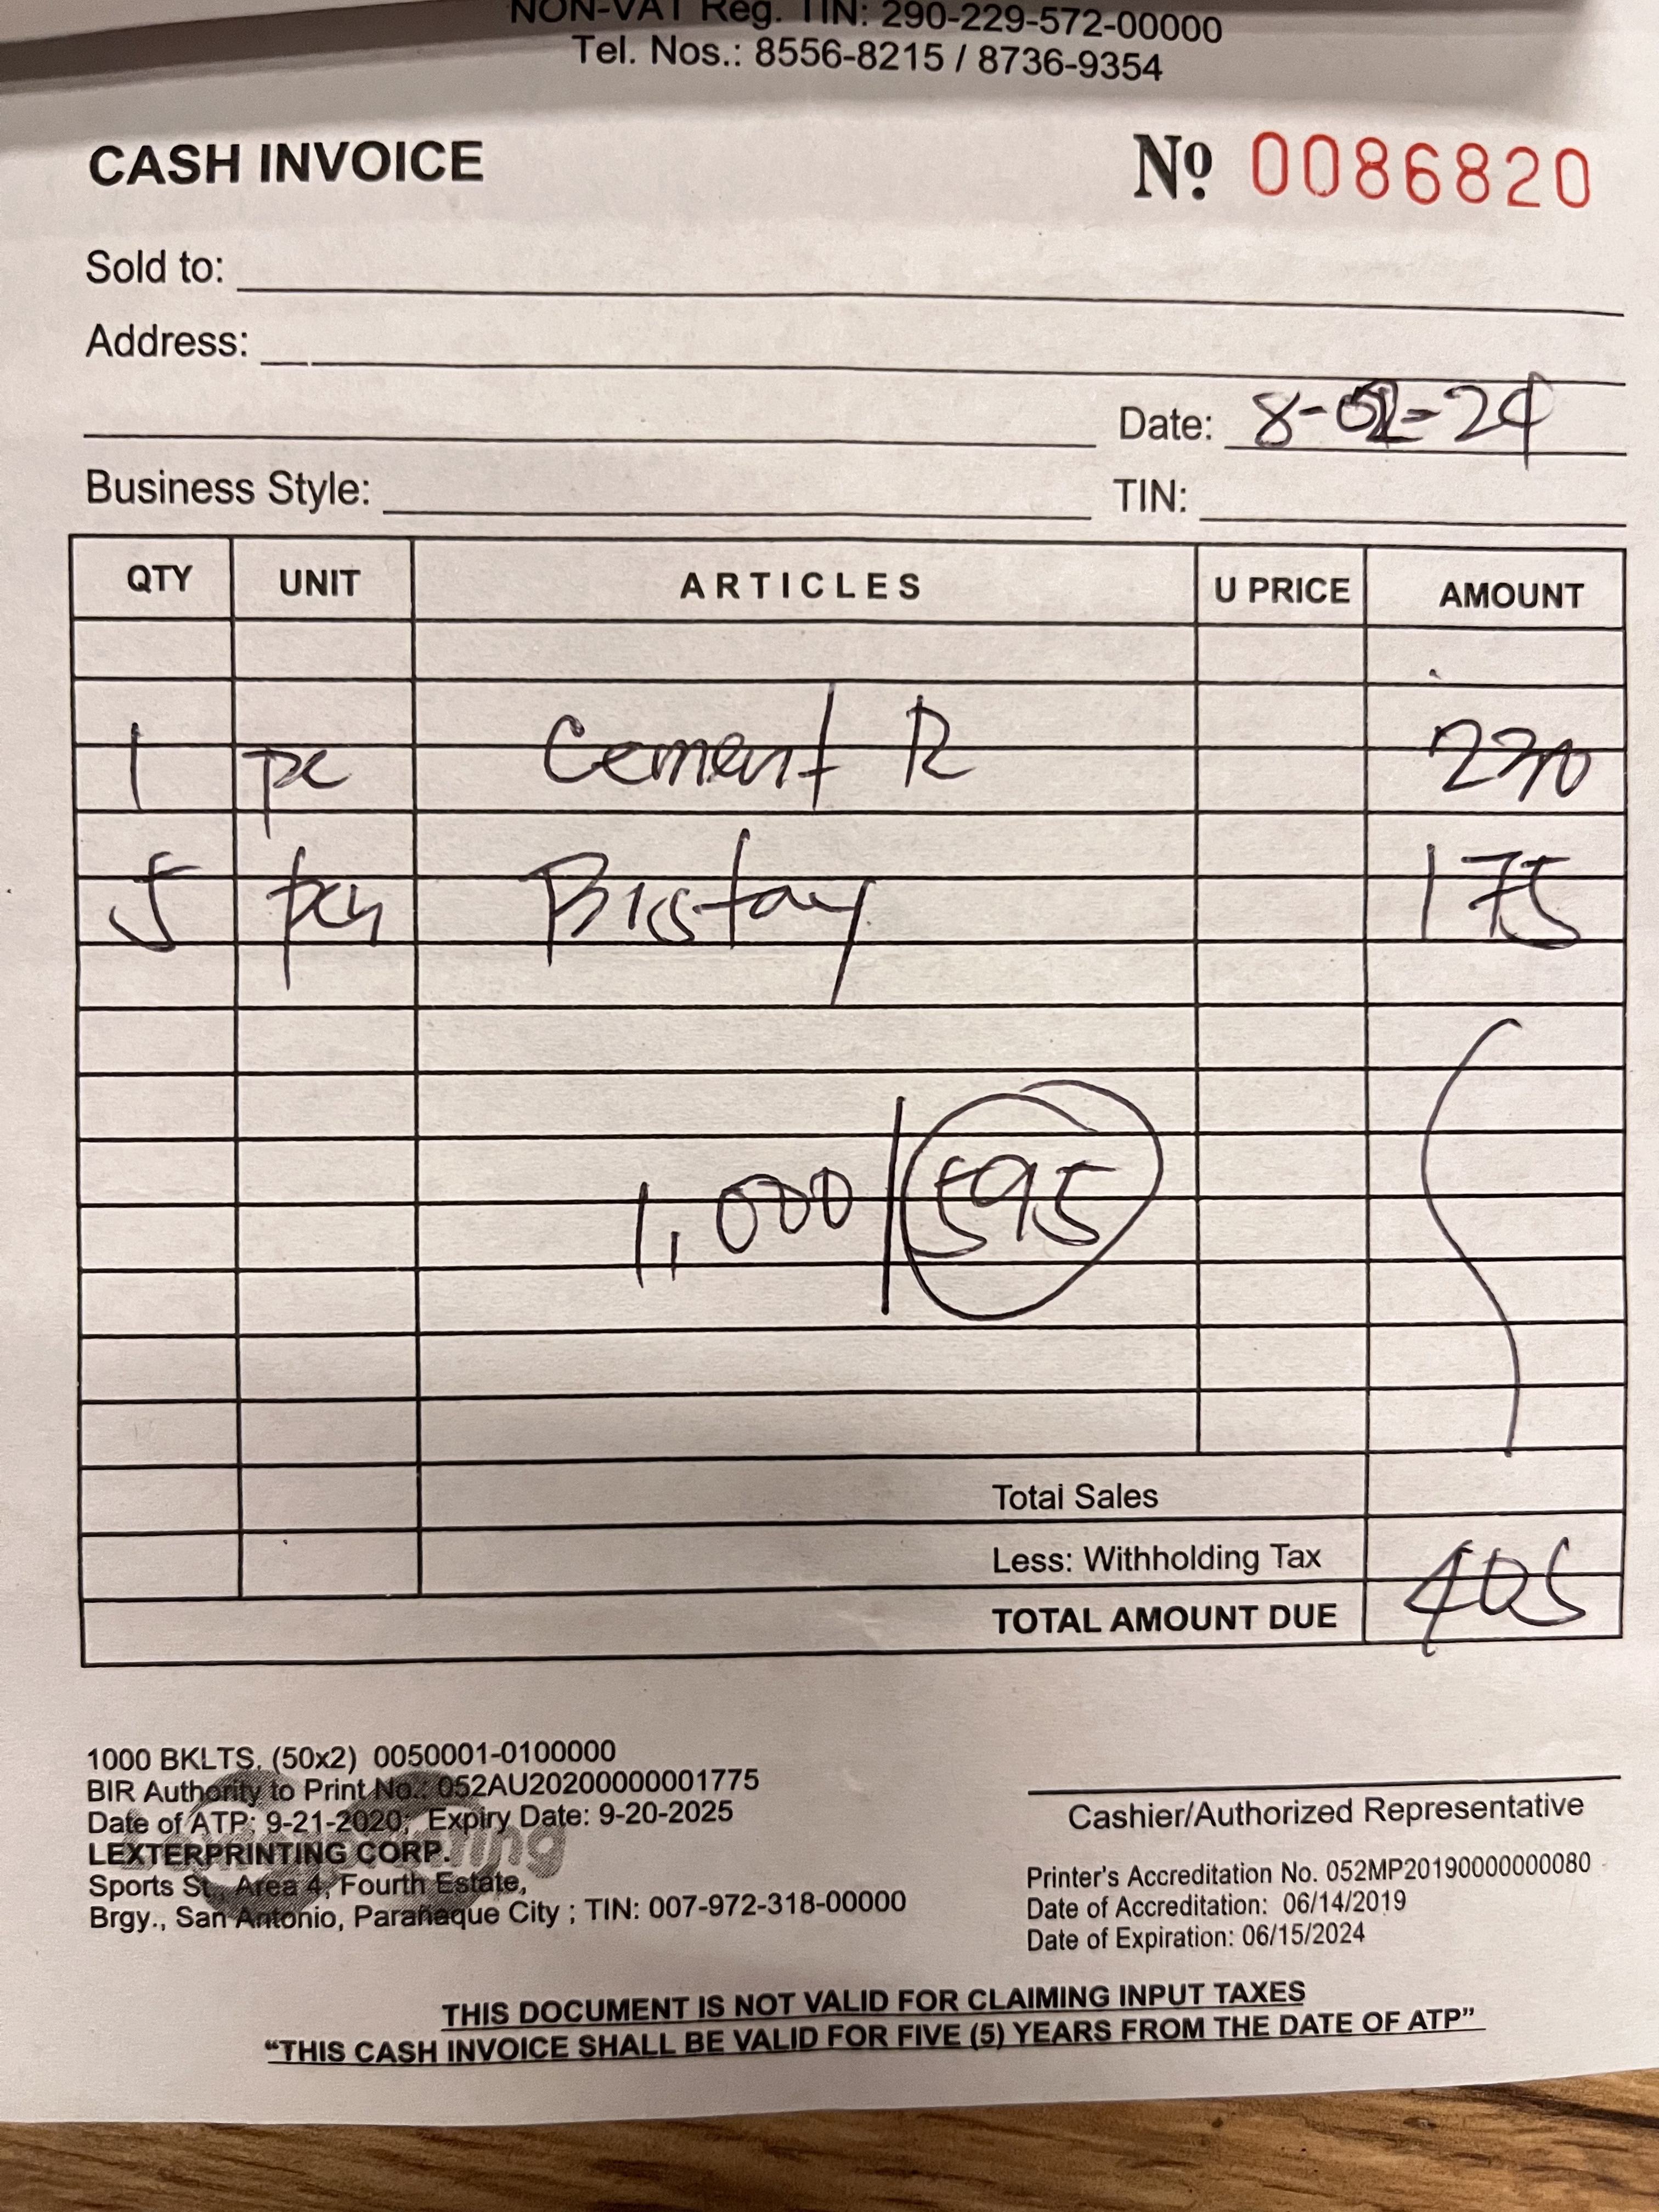 NON-VAT Reg. TIN: 290-229-572-00000
Tel. Nos.: 8556-8215 / 8736-9354
CASH INVOICE Nº 0086820
Sold to:
Address:
Date: 8-02-24
Business Style: TIN:
QTY UNIT ARTICLES U PRICE AMOUNT
1 pc Cement R 230
5 pcs Bistay 175
1,000 / 595
Total Sales
Less: Withholding Tax
TOTAL AMOUNT DUE 405
1000 BKLTS. (50x2) 0050001-0100000
BIR Authority to Print No.: 052AU20200000001775
Date of ATP: 9-21-2020; Expiry Date: 9-20-2025
LEXTERPRINTING CORP.
Sports St., Area 4, Fourth Estate,
Brgy., San Antonio, Parañaque City ; TIN: 007-972-318-00000
Cashier/Authorized Representative
Printer's Accreditation No. 052MP20190000000080
Date of Accreditation: 06/14/2019
Date of Expiration: 06/15/2024
THIS DOCUMENT IS NOT VALID FOR CLAIMING INPUT TAXES
“THIS CASH INVOICE SHALL BE VALID FOR FIVE (5) YEARS FROM THE DATE OF ATP”